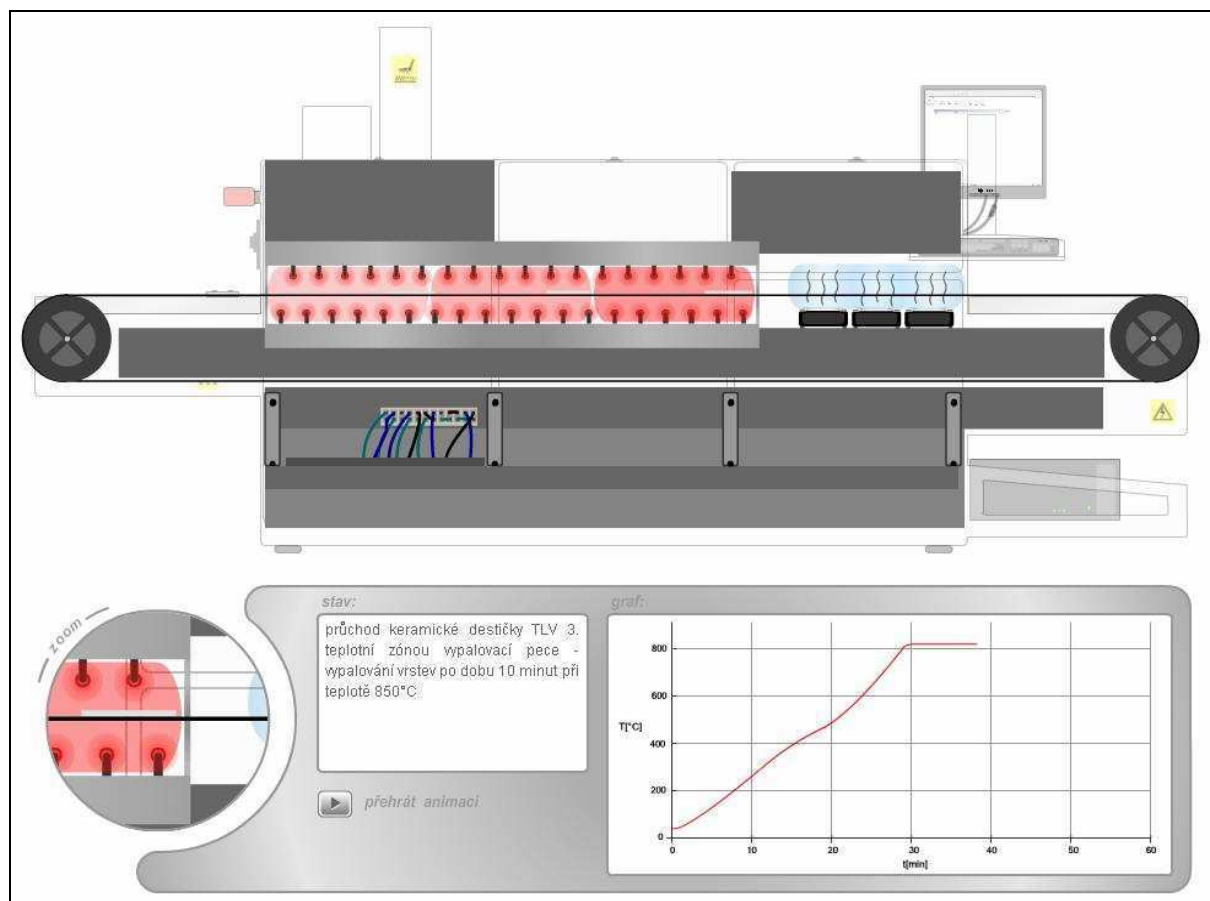 stav:
průchod keramické destičky TLV 3.
teplotní zónou vypalovací pece -
vypalování vrstev po dobu 10 minut při
teplotě 850°C
přehrát animaci
zoom
graf:
800
600
T[°C]
400
200
0
0 10 20 30 40 50 60
t[min]